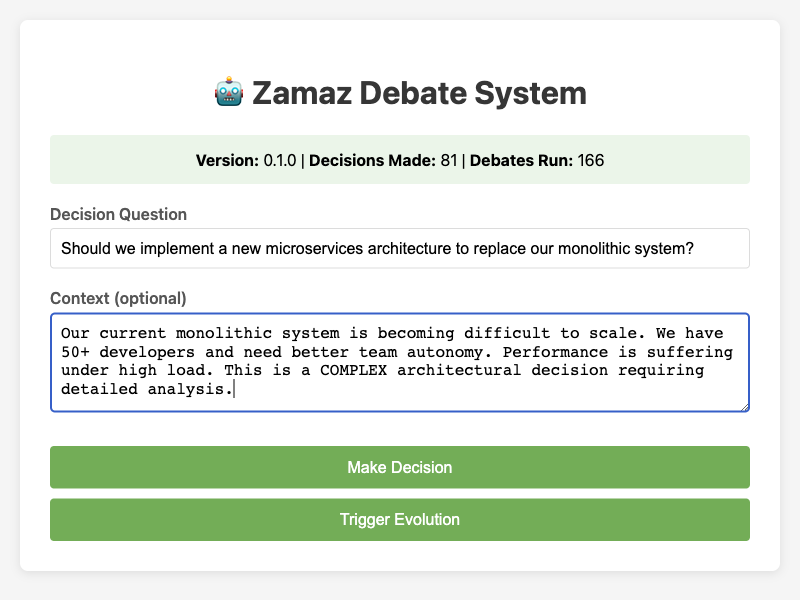 🤖 Zamaz Debate System
Version: 0.1.0 | Decisions Made: 81 | Debates Run: 166
Decision Question
Should we implement a new microservices architecture to replace our monolithic system?
Context (optional)
Our current monolithic system is becoming difficult to scale. We have
50+ developers and need better team autonomy. Performance is suffering
under high load. This is a COMPLEX architectural decision requiring
detailed analysis.
Make Decision
Trigger Evolution